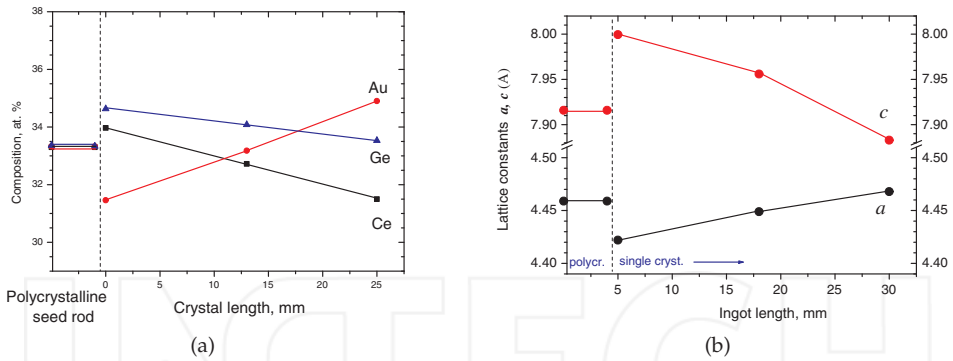 38
36
34
32
30
Composition, at. %
Au
Ge
Ce
0
5
10
15
20
25
Polycrystalline
seed rod
Crystal length, mm
(a)
8.00
7.95
7.90
4.50
4.45
4.40
Lattice constants a, c (A)
c
a
polycr.
single cryst.
8.00
7.95
7.90
4.50
4.45
4.40
0
5
10
15
20
25
30
Ingot length, mm
(b)
INTECH